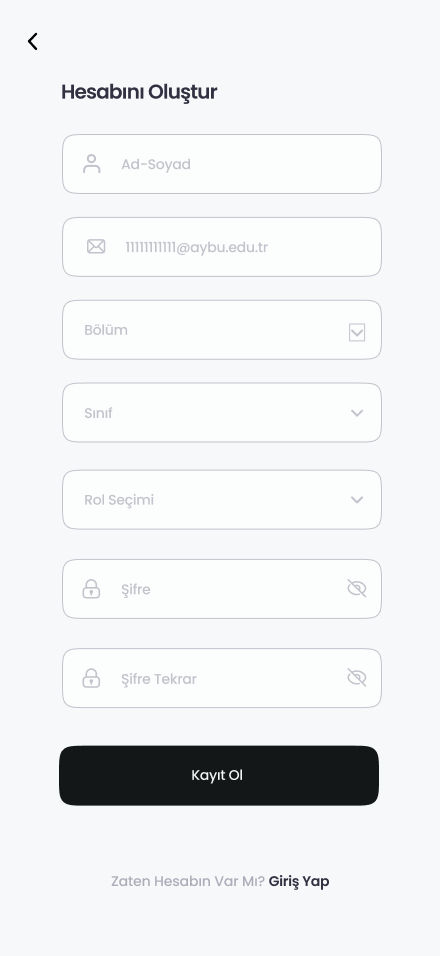 Hesabını Oluştur
Ad-Soyad
11111111111@aybu.edu.tr
Bölüm
Sınıf
Rol Seçimi
Şifre
Şifre Tekrar
Kayıt Ol
Zaten Hesabın Var Mı? Giriş Yap